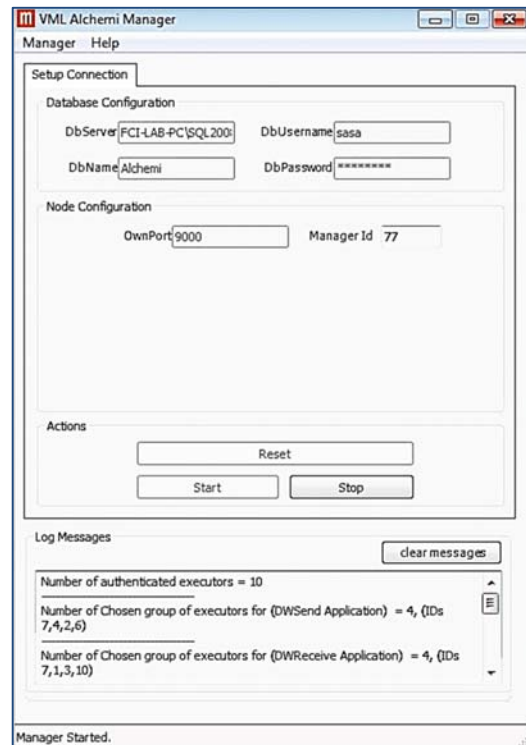 VML Alchemi Manager
Manager Help
Setup Connection
Database Configuration
DbServer FCI-LAB-PC\SQL200 DbUsername sasa
DbName Alchemi DbPassword ********
Node Configuration
OwnPort 9000 Manager Id 77
Actions
Reset
Start Stop
Log Messages
clear messages
Number of authenticated executors = 10
------------------------------------
Number of Chosen group of executors for (DWSend Application) = 4, (IDs
7,4,2,6)
------------------------------------
Number of Chosen group of executors for (DWReceive Application) = 4, (IDs
7,1,3,10)
Manager Started.